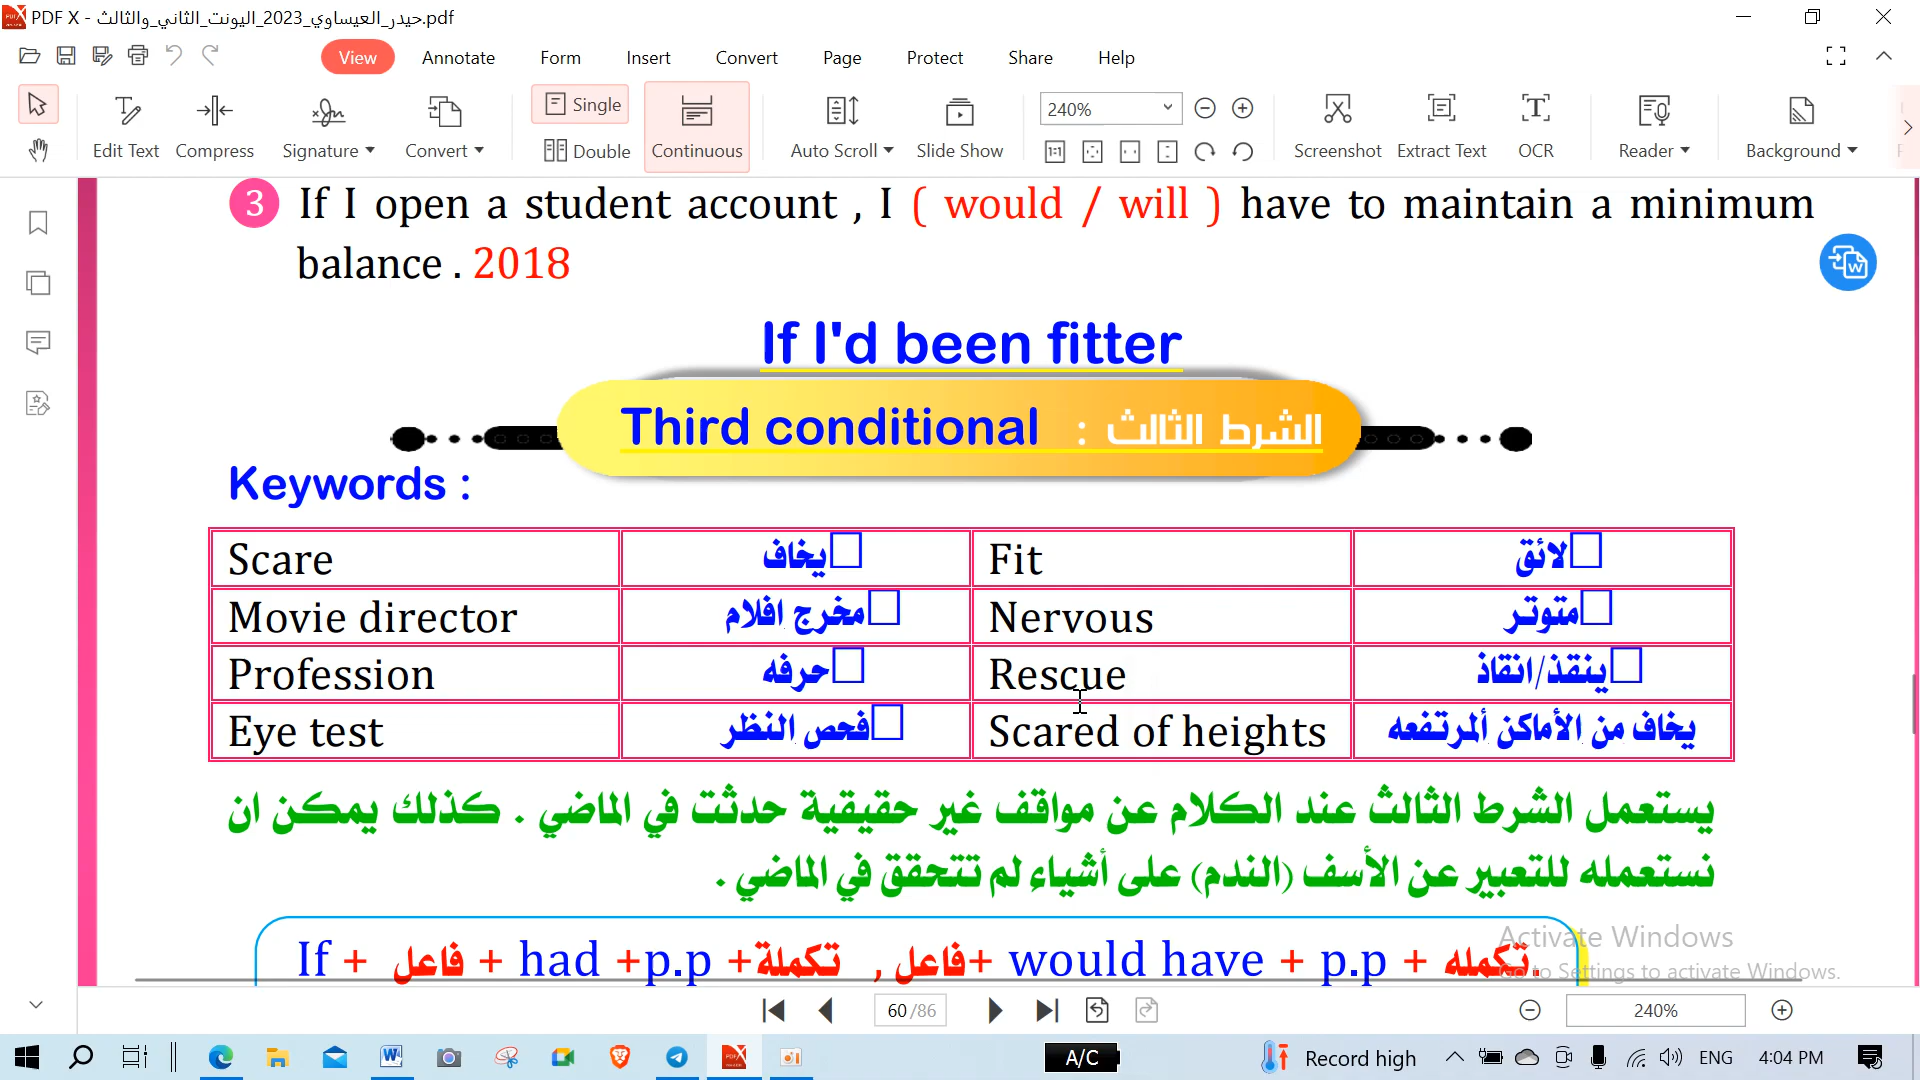 PDF X - حيدر_العيساوي_2023_اليونت_الثاني_والثالث.pdf
View Annotate Form Insert Convert Page Protect Share Help
Single
240%
Edit Text Compress Signature Convert Double Continuous Auto Scroll Slide Show Screenshot Extract Text OCR Reader Background
3 If I open a student account , I ( would / will ) have to maintain a minimum
balance . 2018
If I'd been fitter
Third conditional : الشرط الثالث
Keywords :
Scare يخاف Fit لائق
Movie director مخرج افلام Nervous متوتر
Profession حرفه Rescue ينقذ/انقاذ
Eye test فحص النظر Scared of heights يخاف من الأماكن ألمرتفعه
يستعمل الشرط الثالث عند الكلام عن مواقف غير حقيقية حدثت في الماضي . كذلك يمكن ان
نستعمله للتعبير عن الأسف (الندم) على أشياء لم تتحقق في الماضي .
If + فاعل + had +p.p +تكملة , فاعل+ would have + p.p + تكمله.
Activate Windows
Go to Settings to activate Windows.
60 /86
240%
A/C Record high ENG 4:04 PM